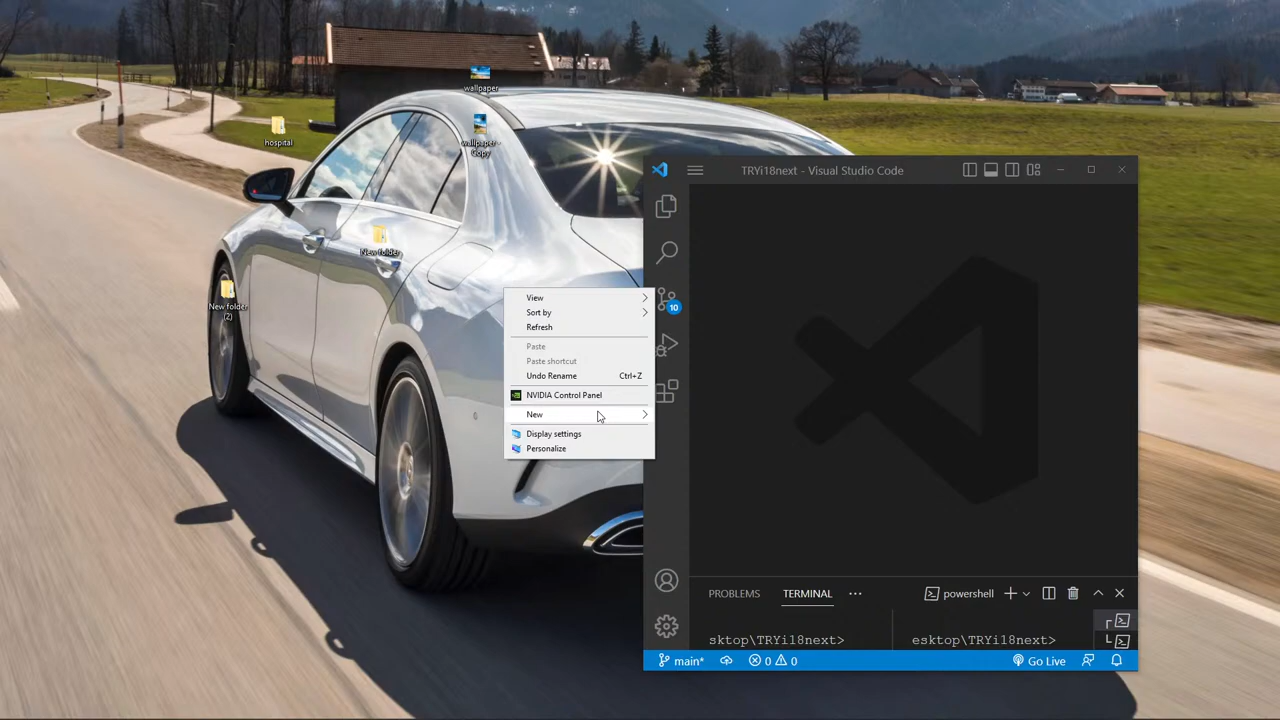 wallpaper
hospital
wallpaper - Copy
New folder
New folder
(2)
View
Sort by
Refresh
Paste
Paste shortcut
Undo Rename Ctrl+Z
NVIDIA Control Panel
New
Display settings
Personalize
TRYi18next - Visual Studio Code
10
PROBLEMS TERMINAL ··· powershell
sktop\TRYi18next> esktop\TRYi18next>
main* 0 0 Go Live